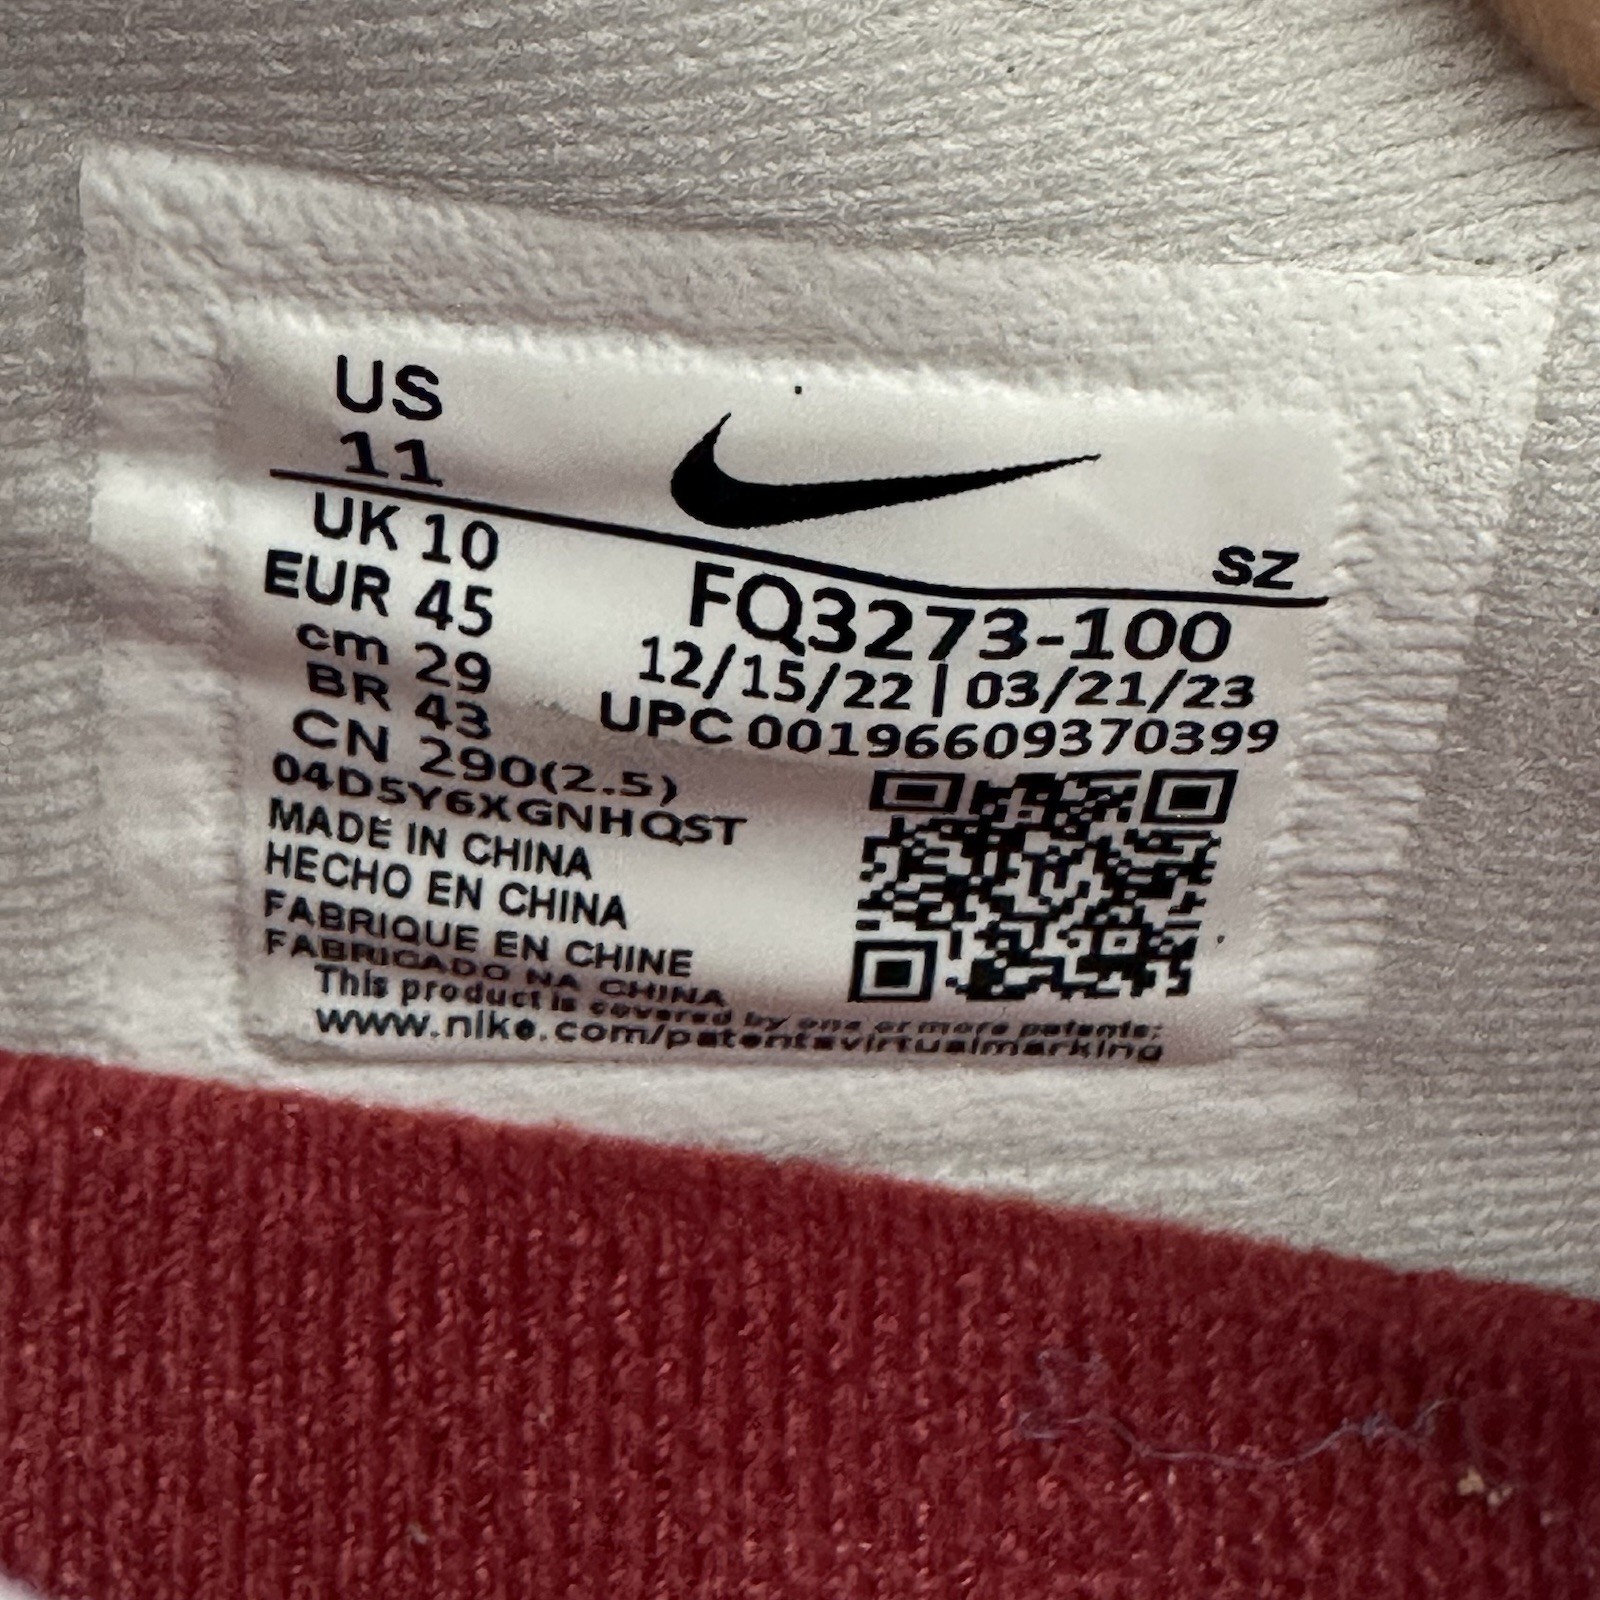 US
11
SZ
UK 10
EUR 45
cm 29
BR 43
CN 290(2.5)
FQ3273-100
12/15/22 | 03/21/23
UPC 00196609370399
04D5Y6XGNHQST
MADE IN CHINA
HECHO EN CHINA
FABRIQUE EN CHINE
FABRICADO NA CHINA
This product is covered by one or more patents:
www.nike.com/patentsvirtualmarking